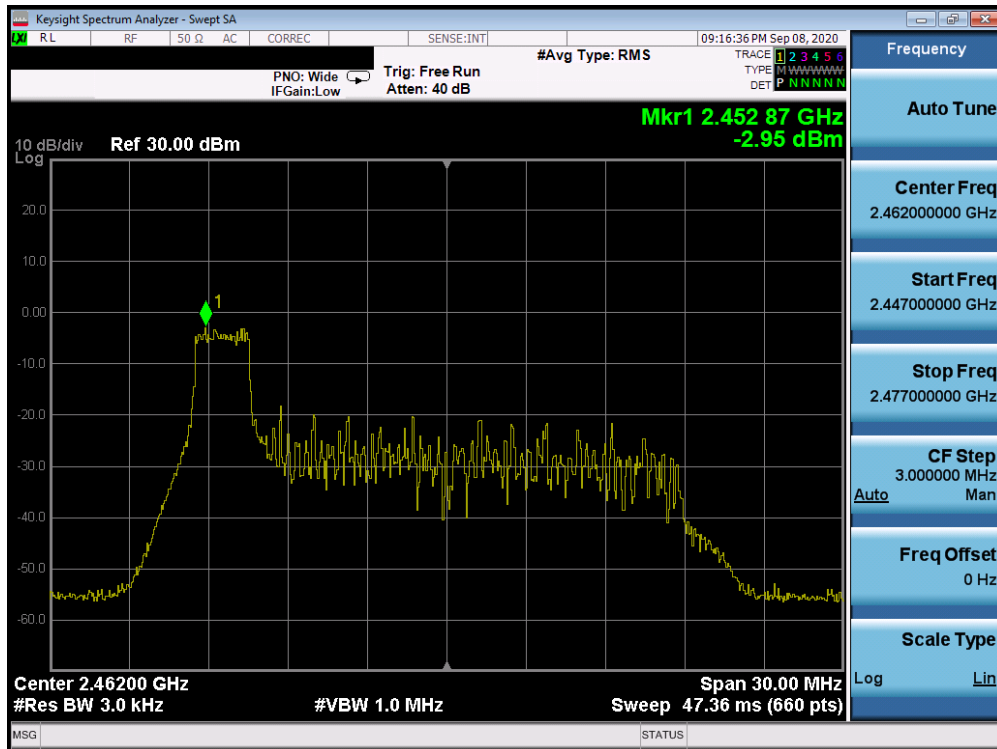 Keysight Spectrum Analyzer - Swept SA
LXI RL RF 50 Ω AC CORREC SENSE:INT 09:16:36 PM Sep 08, 2020
#Avg Type: RMS TRACE 1 2 3 4 5 6
PNO: Wide Trig: Free Run TYPE M W W W W W
IFGain:Low Atten: 40 dB DET P N N N N N
Mkr1 2.452 87 GHz
-2.95 dBm
10 dB/div Ref 30.00 dBm
Log
20.0
10.0
0.00
1
-10.0
-20.0
-30.0
-40.0
-50.0
-60.0
Center 2.46200 GHz Span 30.00 MHz
#Res BW 3.0 kHz #VBW 1.0 MHz Sweep 47.36 ms (660 pts)
MSG STATUS
Frequency
Auto Tune
Center Freq
2.462000000 GHz
Start Freq
2.447000000 GHz
Stop Freq
2.477000000 GHz
CF Step
3.000000 MHz
Auto Man
Freq Offset
0 Hz
Scale Type
Log Lin